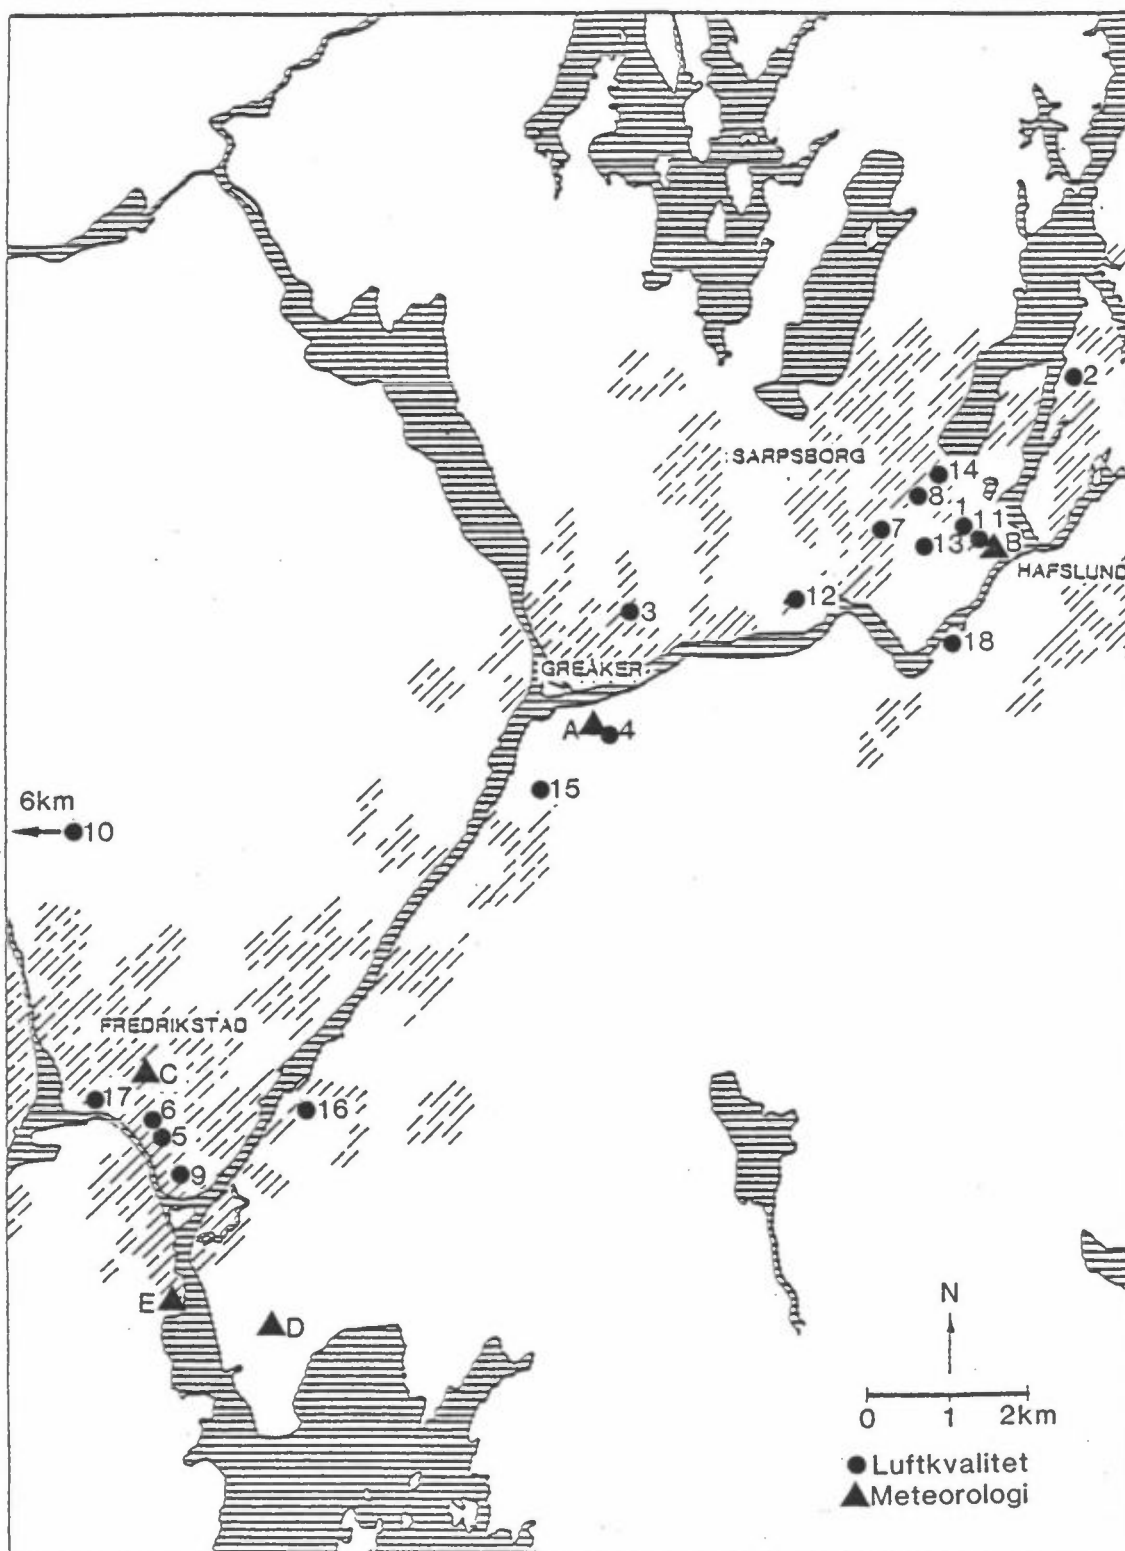 2
SARPSBORG
14
8
1
11
7
13
B
HAFSLUND
12
3
18
GREÅKER
A
4
15
6km
10
FREDRIKSTAD
C
17
6
16
5
9
E
D
N
0 1 2km
Luftkvalitet
Meteorologi